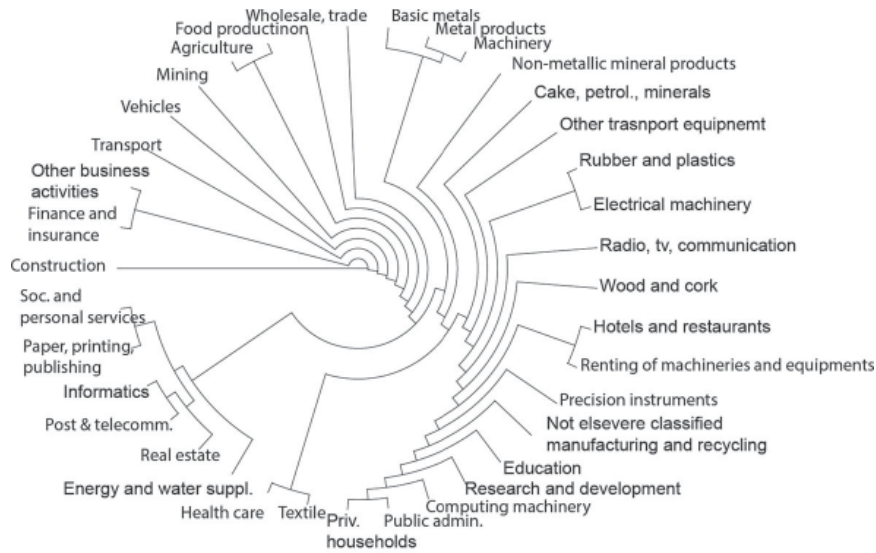 Wholesale, trade
Basic metals
Food productinon
Metal products
Agriculture
Machinery
Mining
Non-metallic mineral products
Cake, petrol., minerals
Vehicles
Other trasnport equipnemt
Transport
Rubber and plastics
Other business
activities
Electrical machinery
Finance and
insurance
Radio, tv, communication
Construction
Wood and cork
Soc. and
personal services
Hotels and restaurants
Paper, printing,
publishing
Renting of machineries and equipments
Informatics
Precision instruments
Post & telecomm.
Not elsevere classified
manufacturing and recycling
Real estate
Education
Energy and water suppl.
Research and development
Health care
Textile
Computing machinery
Priv.
households
Public admin.